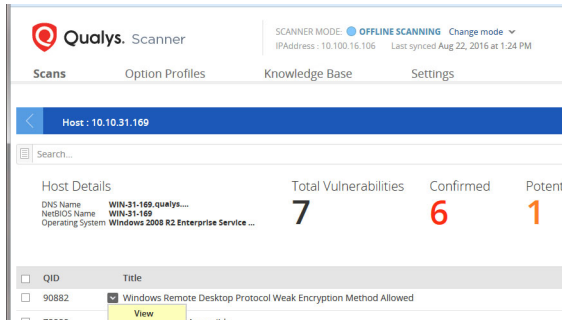 Qualys. Scanner
SCANNER MODE: OFFLINE SCANNING Change mode
IPAddress : 10.100.16.106 Last synced Aug 22, 2016 at 1:24 PM
Scans Option Profiles Knowledge Base Settings
Host : 10.10.31.169
Search...
Host Details Total Vulnerabilities Confirmed Potent
DNS Name WIN-31-169.qualys....
NetBIOS Name WIN-31-169
Operating System Windows 2008 R2 Enterprise Service ...
7 6 1
QID Title
90882 Windows Remote Desktop Protocol Weak Encryption Method Allowed
View